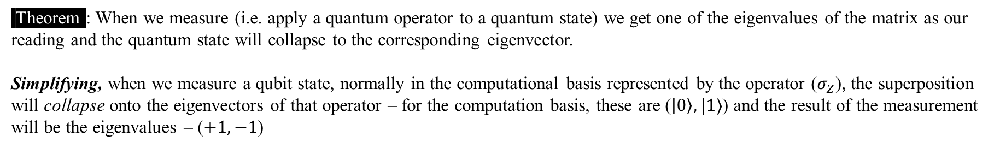 Theorem : When we measure (i.e. apply a quantum operator to a quantum state) we get one of the eigenvalues of the matrix as our
reading and the quantum state will collapse to the corresponding eigenvector.
Simplifying, when we measure a qubit state, normally in the computational basis represented by the operator (σ_Z), the superposition
will collapse onto the eigenvectors of that operator – for the computation basis, these are (|0⟩, |1⟩) and the result of the measurement
will be the eigenvalues – (+1, −1)